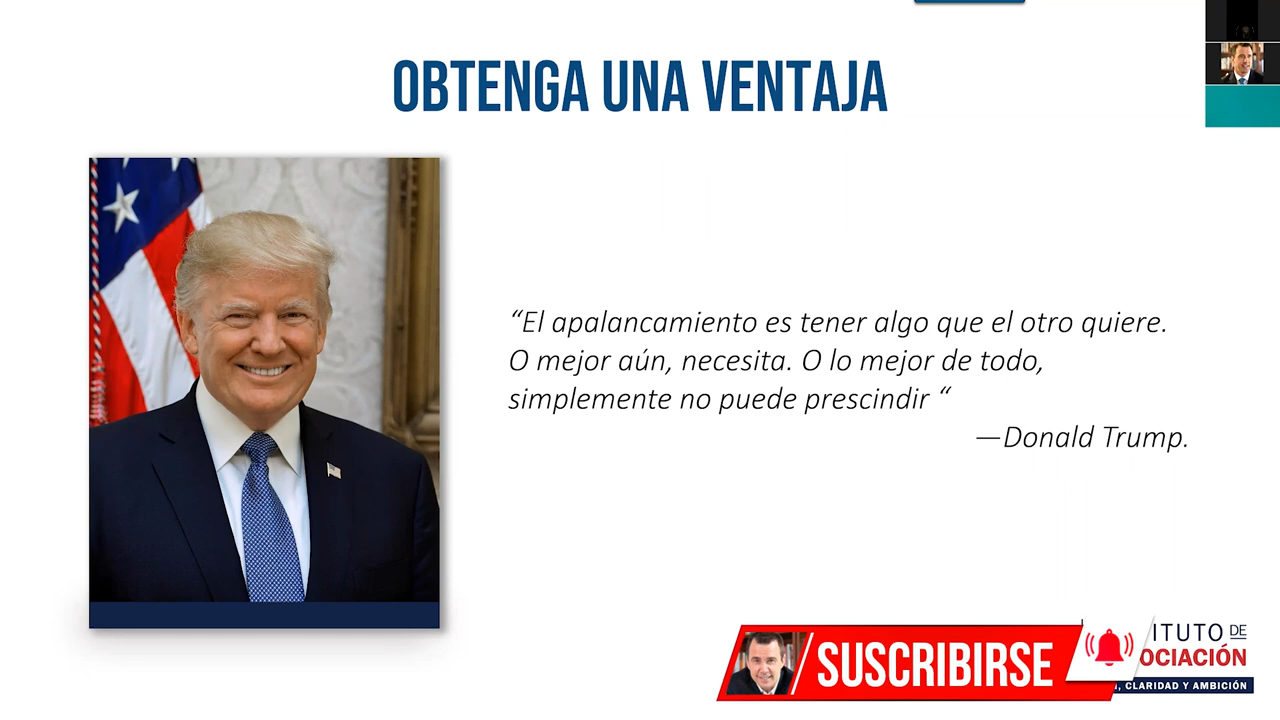 OBTENGA UNA VENTAJA
“El apalancamiento es tener algo que el otro quiere.
O mejor aún, necesita. O lo mejor de todo,
simplemente no puede prescindir “
—Donald Trump.
SUSCRIBIRSE
ITUTO DE
OCIACIÓN
, CLARIDAD Y AMBICIÓN